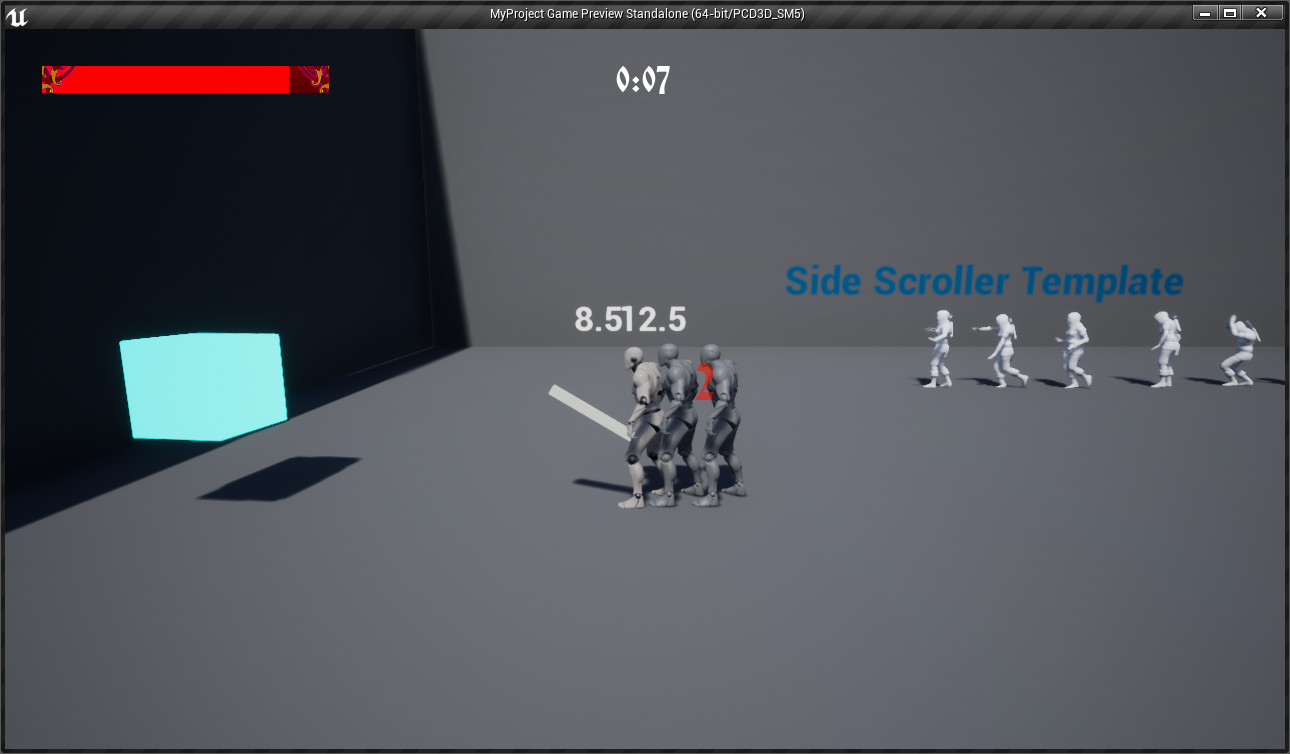 MyProject Game Preview Standalone (64-bit/PCD3D_SM5)
0:07
Side Scroller Template
8.512.5
2